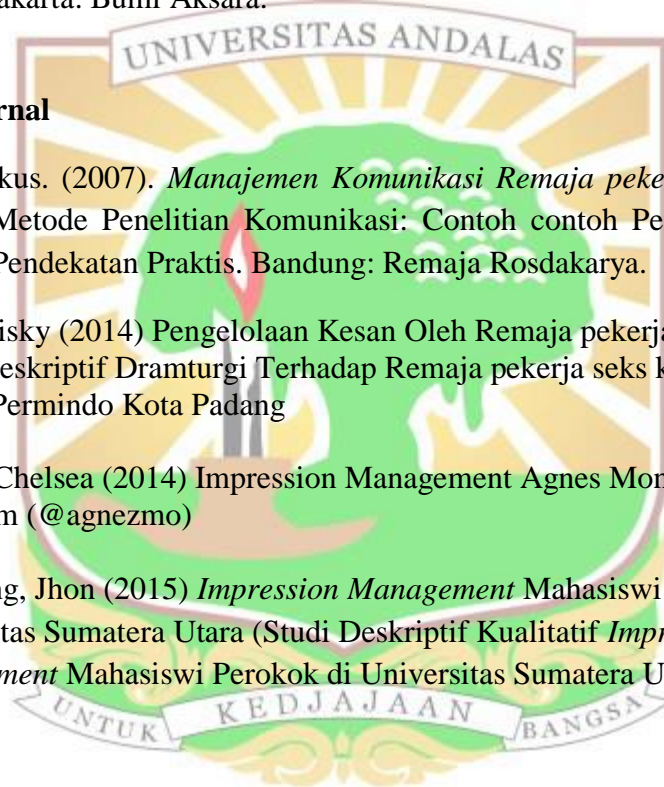 akarta: Bumi Aksara.
UNIVERSITAS ANDALAS
rnal
kus. (2007). Manajemen Komunikasi Remaja peke
Metode Penelitian Komunikasi: Contoh contoh Pe
Pendekatan Praktis. Bandung: Remaja Rosdakarya.
isky (2014) Pengelolaan Kesan Oleh Remaja pekerja
eskriptif Dramturgi Terhadap Remaja pekerja seks k
Permindo Kota Padang
Chelsea (2014) Impression Management Agnes Mon
m (@agnezmo)
ng, Jhon (2015) Impression Management Mahasiswi
tas Sumatera Utara (Studi Deskriptif Kualitatif Impr
ment Mahasiswi Perokok di Universitas Sumatera U
UNTUK KEDJAJAAN BANGSA